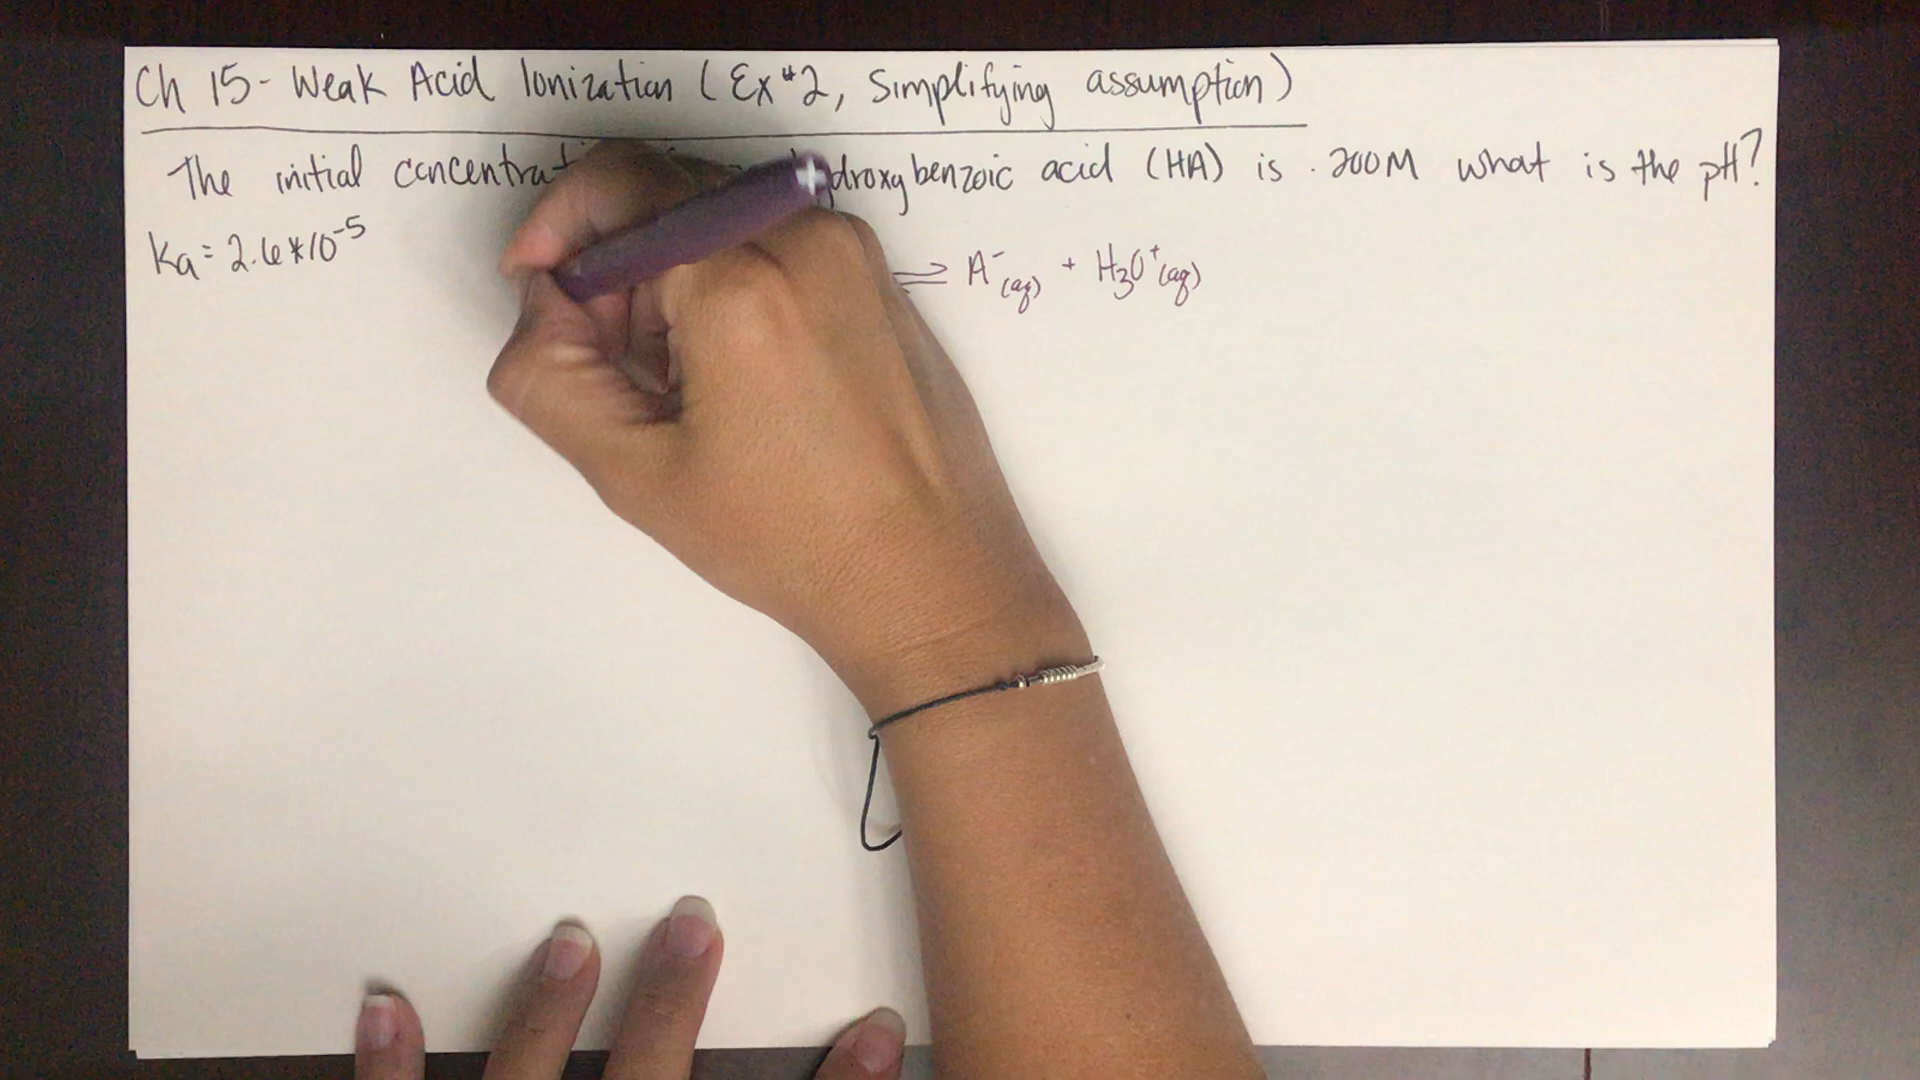 Ch 15 - Weak Acid Ionization (Ex #2, Simplifying assumption)
The initial concentrat droxybenzoic acid (HA) is .200M what is the pH?
Ka = 2.6*10⁻⁵
⇌ A⁻(aq) + H₃O⁺(aq)